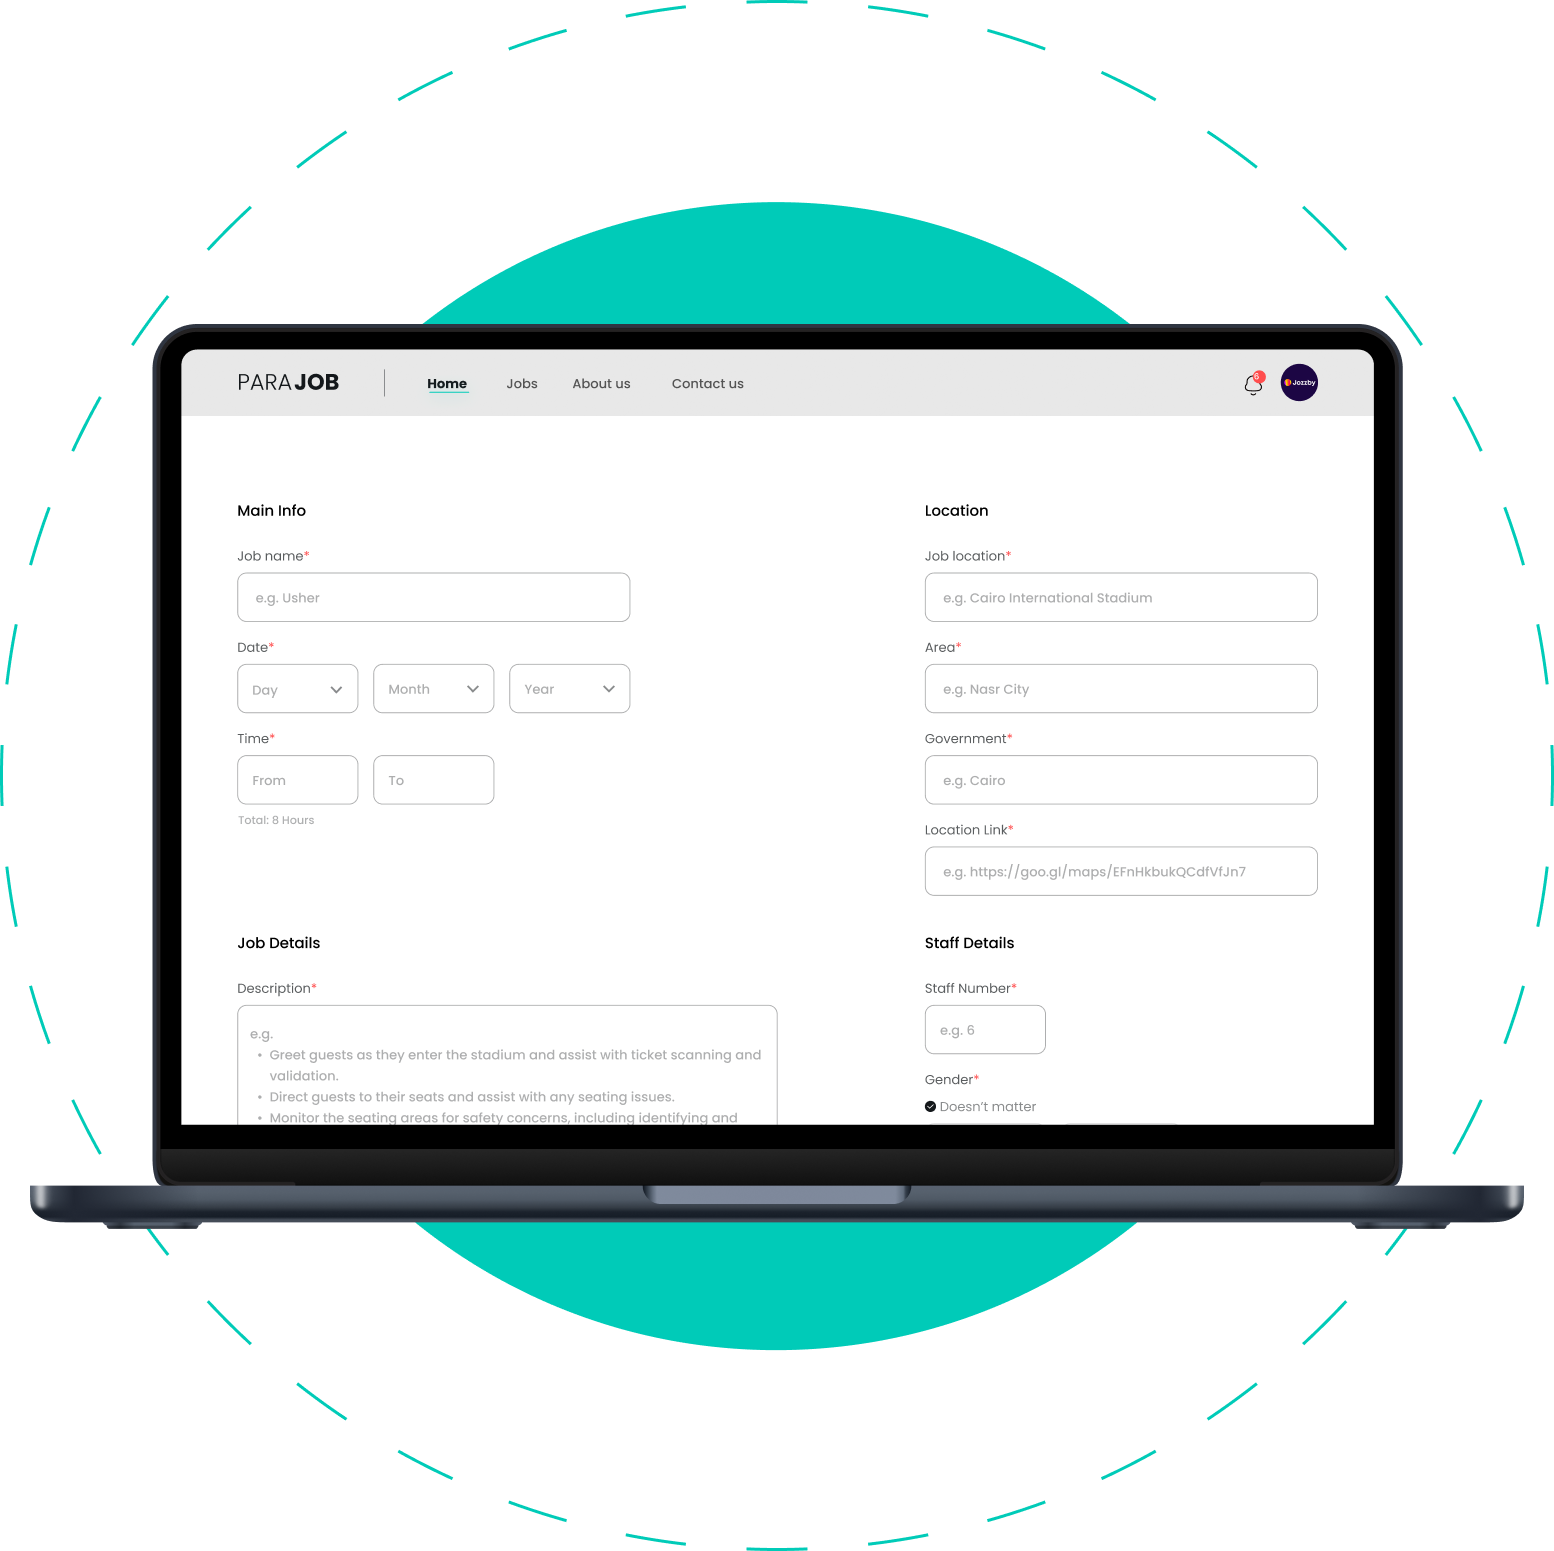 PARA JOB
Home
Jobs
About us
Contact us
Jozzby
Main Info
Job name*
e.g. Usher
Date*
Day
Month
Year
Time*
From
To
Total: 8 Hours
Location
Job location*
e.g. Cairo International Stadium
Area*
e.g. Nasr City
Government*
e.g. Cairo
Location Link*
e.g. https://goo.gl/maps/EFnHkbukQCdfVfJn7
Job Details
Description*
e.g.
• Greet guests as they enter the stadium and assist with ticket scanning and
validation.
• Direct guests to their seats and assist with any seating issues.
• Monitor the seating areas for safety concerns, including identifying and
Staff Details
Staff Number*
e.g. 6
Gender*
Doesn't matter